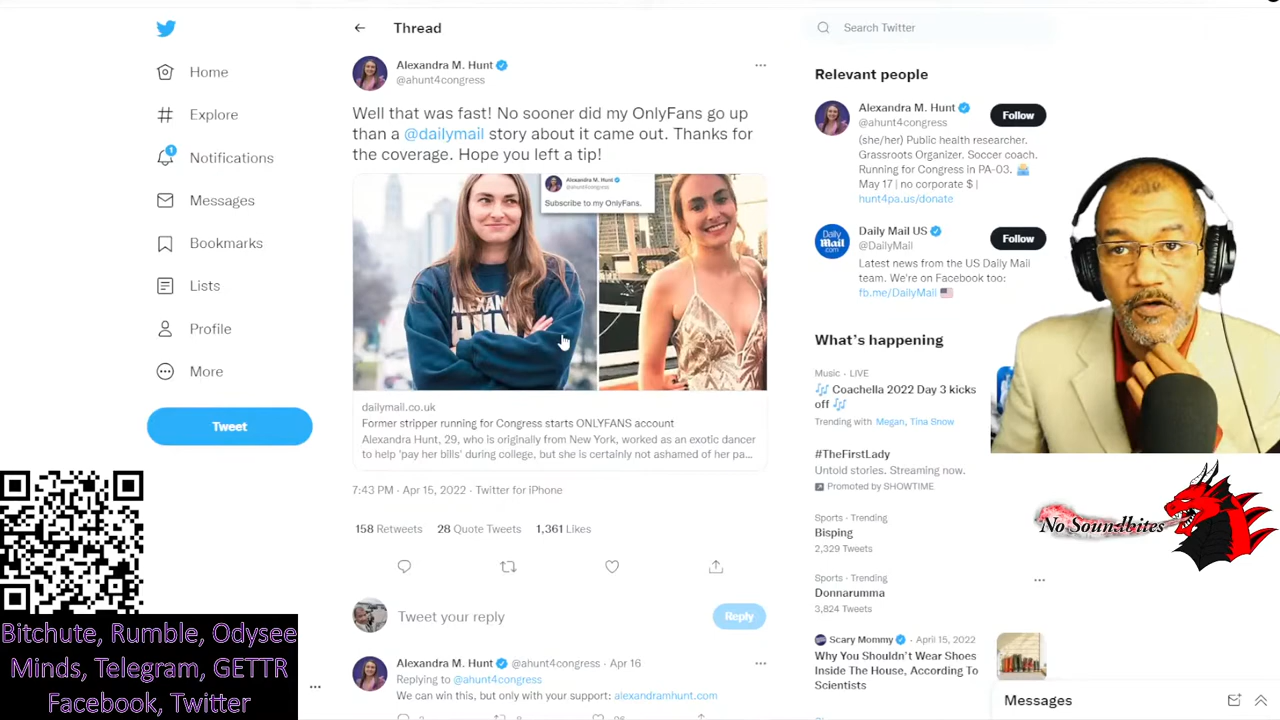 Thread
Search Twitter
Home
Explore
1
Notifications
Messages
Bookmarks
Lists
Profile
More
Tweet
Alexandra M. Hunt
@ahunt4congress
Well that was fast! No sooner did my OnlyFans go up
than a @dailymail story about it came out. Thanks for
the coverage. Hope you left a tip!
Alexandra M. Hunt
@ahunt4congress
Subscribe to my OnlyFans.
ALEXANDRA
HUNT
dailymail.co.uk
Former stripper running for Congress starts ONLYFANS account
Alexandra Hunt, 29, who is originally from New York, worked as an exotic dancer
to help 'pay her bills' during college, but she is certainly not ashamed of her pa...
7:43 PM · Apr 15, 2022 · Twitter for iPhone
158 Retweets 28 Quote Tweets 1,361 Likes
Tweet your reply
Reply
Alexandra M. Hunt @ahunt4congress · Apr 16
Replying to @ahunt4congress
We can win this, but only with your support: alexandramhunt.com
Relevant people
Alexandra M. Hunt
@ahunt4congress
Follow
(she/her) Public health researcher.
Grassroots Organizer. Soccer coach.
Running for Congress in PA-03.
May 17 | no corporate $ |
hunt4pa.us/donate
Daily Mail US
@DailyMail
Follow
Daily
Mail
Latest news from the US Daily Mail
team. We're on Facebook too:
fb.me/DailyMail
What's happening
Music · LIVE
Coachella 2022 Day 3 kicks
off
Trending with Megan, Tina Snow
#TheFirstLady
Untold stories. Streaming now.
Promoted by SHOWTIME
Sports · Trending
Bisping
2,329 Tweets
Sports · Trending
Donnarumma
3,824 Tweets
Scary Mommy · April 15, 2022
Why You Shouldn't Wear Shoes
Inside The House, According To
Scientists
Messages
No Soundbites
Bitchute, Rumble, Odysee
Minds, Telegram, GETTR
Facebook, Twitter